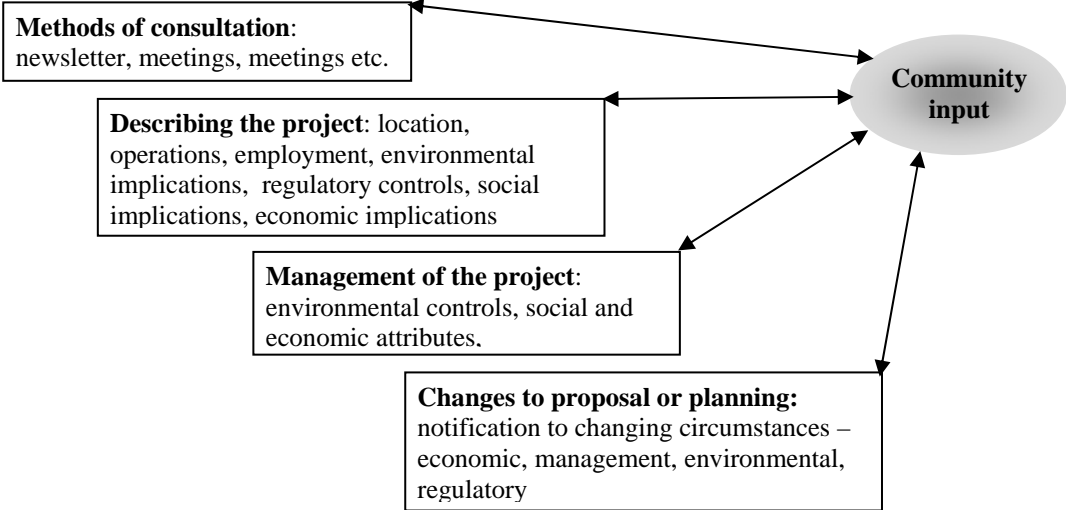 Methods of consultation:
newsletter, meetings, meetings etc.
Community
input
Describing the project: location,
operations, employment, environmental
implications, regulatory controls, social
implications, economic implications
Management of the project:
environmental controls, social and
economic attributes,
Changes to proposal or planning:
notification to changing circumstances –
economic, management, environmental,
regulatory